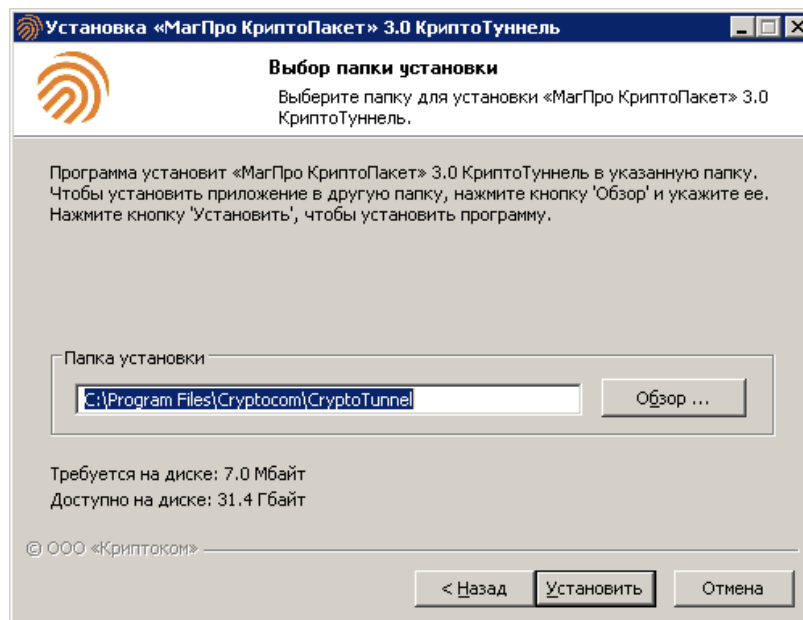 Установка «МагПро КриптоПакет» 3.0 КриптоТуннель
Выбор папки установки
Выберите папку для установки «МагПро КриптоПакет» 3.0
КриптоТуннель.
Программа установит «МагПро КриптоПакет» 3.0 КриптоТуннель в указанную папку.
Чтобы установить приложение в другую папку, нажмите кнопку 'Обзор' и укажите ее.
Нажмите кнопку 'Установить', чтобы установить программу.
Папка установки
C:\Program Files\Cryptocom\CryptoTunnel
Обзор ...
Требуется на диске: 7.0 Мбайт
Доступно на диске: 31.4 Гбайт
© ООО «Криптоком»
< Назад
Установить
Отмена